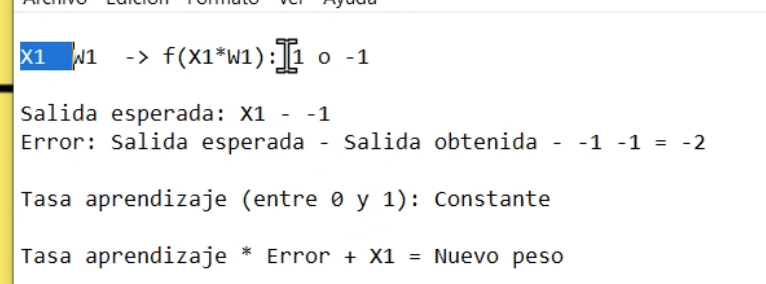 Archivo Edición Formato Ver Ayuda
X1 W1 -> f(X1*W1): 1 o -1
Salida esperada: X1 - -1
Error: Salida esperada - Salida obtenida - -1 -1 = -2
Tasa aprendizaje (entre 0 y 1): Constante
Tasa aprendizaje * Error + X1 = Nuevo peso